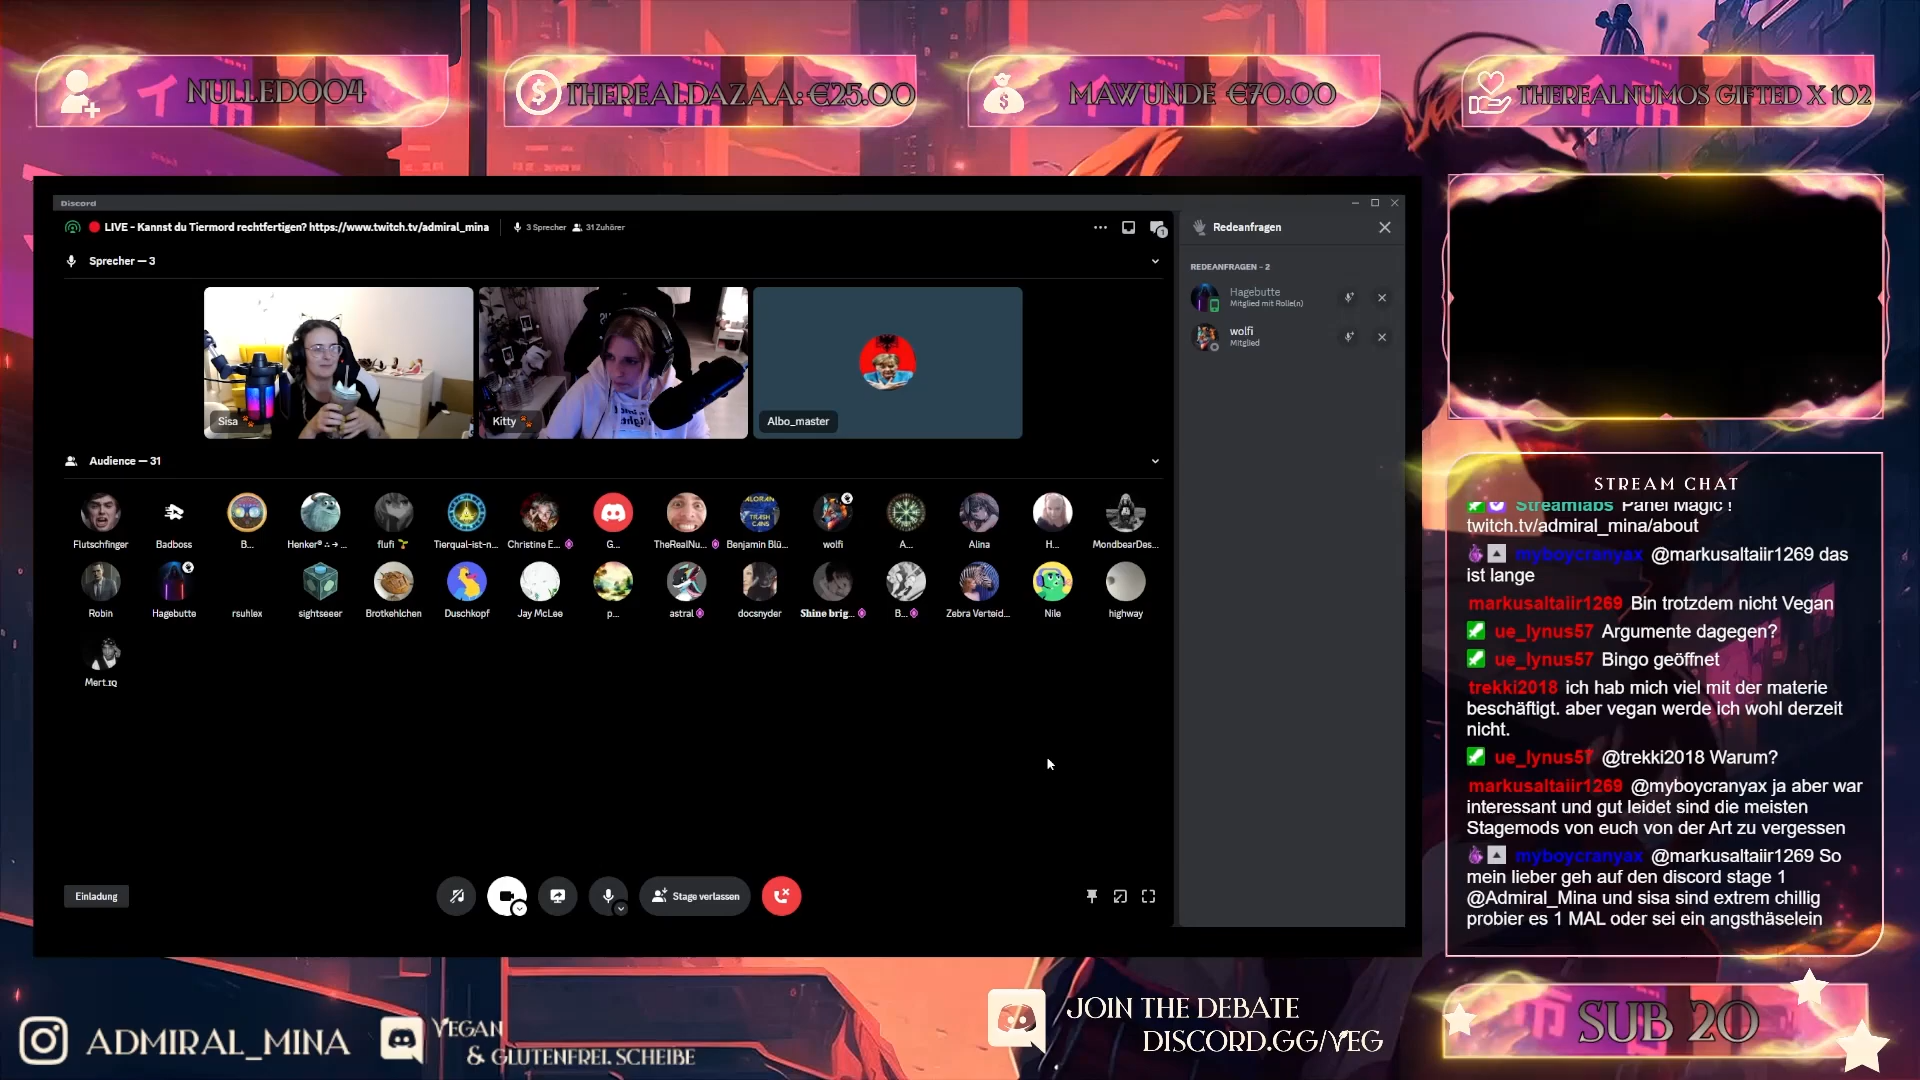 NULLED004
THEREALDAZAA: €25.00
MAWUNDE €70.00
THEREALNUMOS GIFTED X 102
Discord
LIVE - Kannst du Tiermord rechtfertigen? https://www.twitch.tv/admiral_mina
3 Sprecher
31 Zuhörer
1
Sprecher — 3
Sisa
Kitty
Albo_master
Audience — 31
Flutschfinger
Badboss
B...
flufi
Tierqual-ist-n...
Christine E...
G...
TheRealNu...
Benjamin Blü...
wolfi
A...
Alina
H...
MondbearDes...
Robin
Hagebutte
rsuhlex
sightseeer
Brotkehlchen
Duschkopf
Jay McLee
p...
astral
docsnyder
Shine brig...
B...
Zebra Verteid...
Nile
highway
Mert.IQ
Einladung
Stage verlassen
Redeanfragen
REDEANFRAGEN - 2
Hagebutte
Mitglied mit Rolle(n)
wolfi
Mitglied
STREAM CHAT
Streamlabs Panel Magic !
twitch.tv/admiral_mina/about
myboycranyax @markusaltaiir1269 das
ist lange
markusaltaiir1269 Bin trotzdem nicht Vegan
ue_lynus57 Argumente dagegen?
ue_lynus57 Bingo geöffnet
trekki2018 ich hab mich viel mit der materie
beschäftigt. aber vegan werde ich wohl derzeit
nicht.
ue_lynus57 @trekki2018 Warum?
markusaltaiir1269 @myboycranyax ja aber war
interessant und gut leidet sind die meisten
Stagemods von euch von der Art zu vergessen
myboycranyax @markusaltaiir1269 So
mein lieber geh auf den discord stage 1
@Admiral_Mina und sisa sind extrem chillig
probier es 1 MAL oder sei ein angsthäselein
ADMIRAL_MINA
VEGAN
& GLUTENFREI. SCHEIBE
JOIN THE DEBATE
DISCORD.GG/VEG
SUB 20